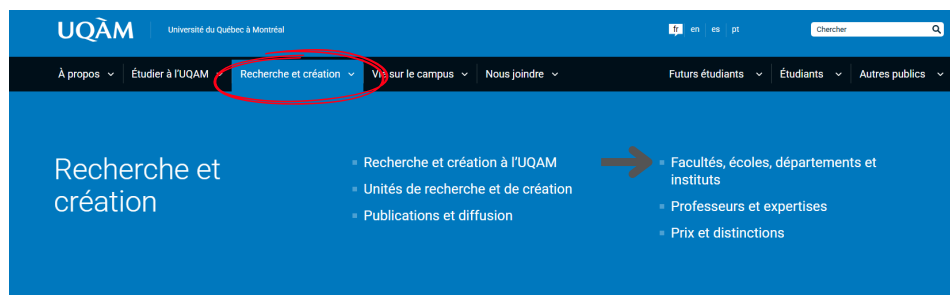 UQÀM Université du Québec à Montréal fr en es pt Chercher
À propos Étudier à l'UQAM Recherche et création Vie sur le campus Nous joindre Futurs étudiants Étudiants Autres publics
Recherche et
création
Recherche et création à l'UQAM
Unités de recherche et de création
Publications et diffusion
Facultés, écoles, départements et
instituts
Professeurs et expertises
Prix et distinctions